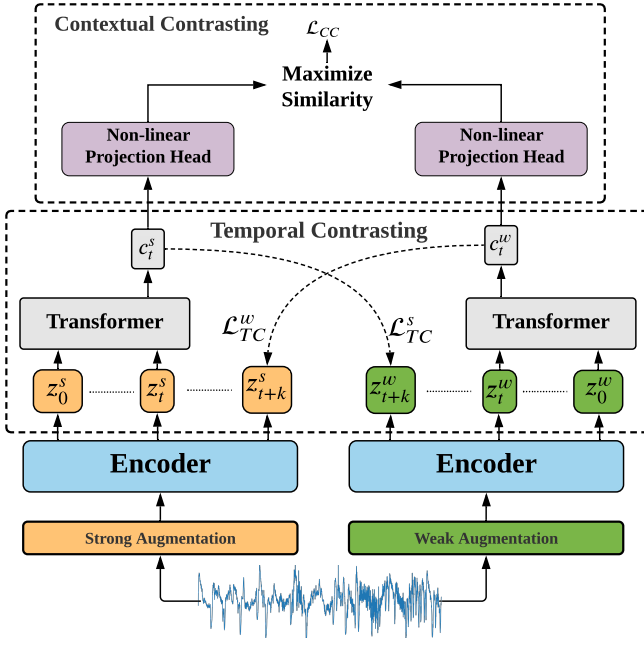 Contextual Contrasting
ℒ_CC
Maximize
Similarity
Non-linear
Projection Head
Non-linear
Projection Head
Temporal Contrasting
c_t^s
c_t^w
Transformer
ℒ_TC^w
ℒ_TC^s
Transformer
z_0^s
z_t^s
z_{t+k}^s
z_{t+k}^w
z_t^w
z_0^w
Encoder
Encoder
Strong Augmentation
Weak Augmentation